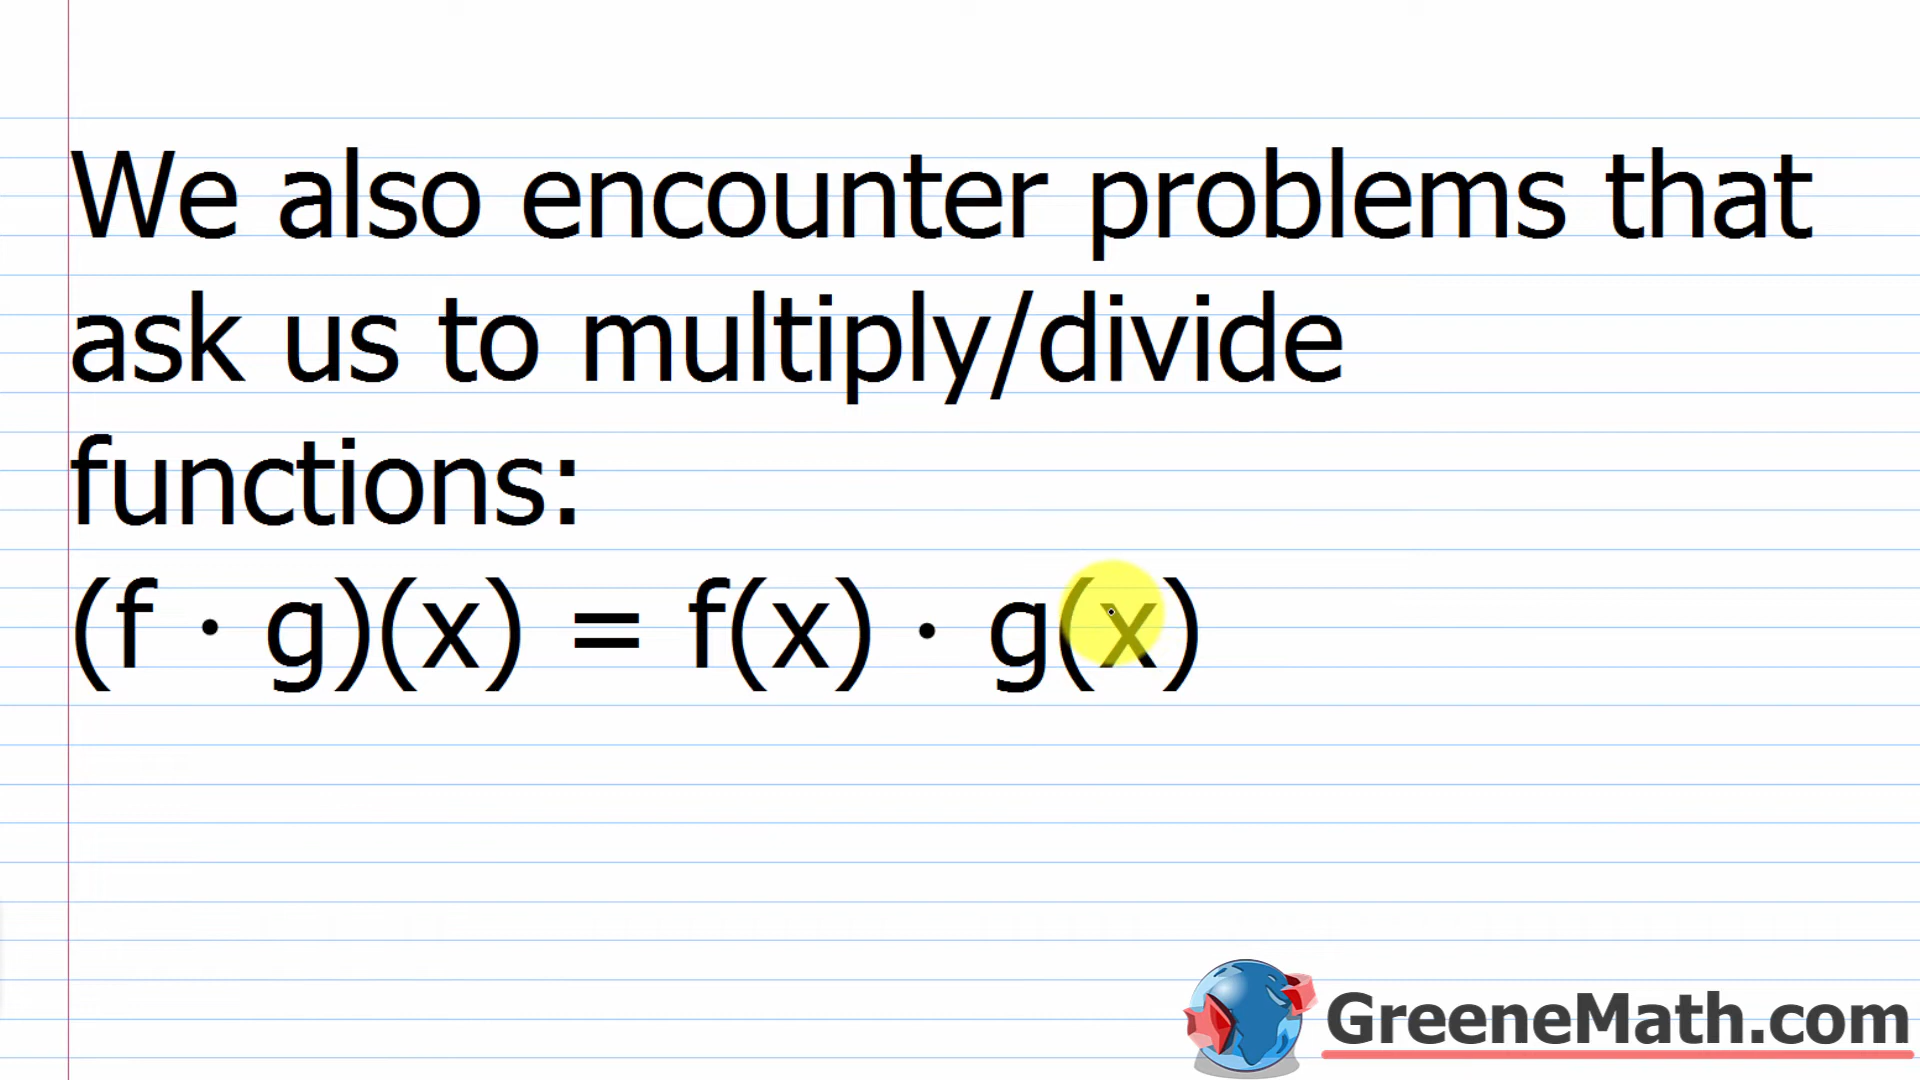 We also encounter problems that
ask us to multiply/divide
functions:
(f · g)(x) = f(x) · g(x)
GreeneMath.com